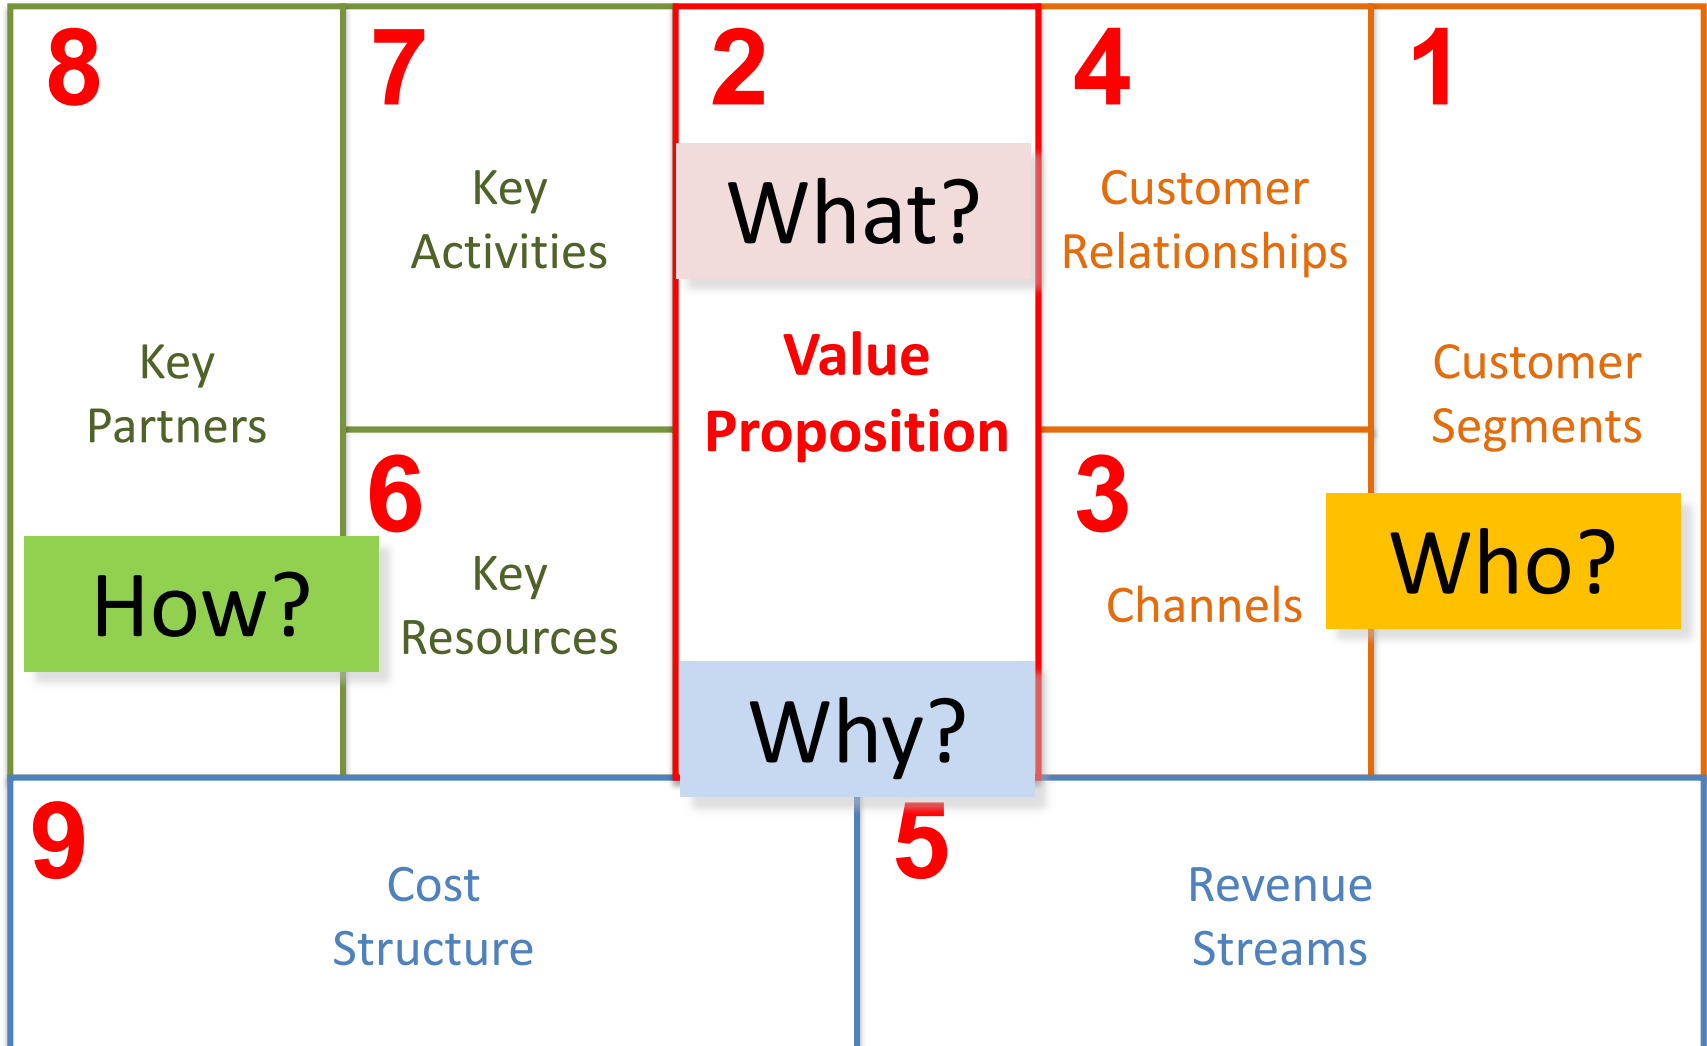 8
Key
Partners
How?
7
Key
Activities
6
Key
Resources
2
What?
Value
Proposition
Why?
4
Customer
Relationships
3
Channels
1
Customer
Segments
Who?
9
Cost
Structure
5
Revenue
Streams